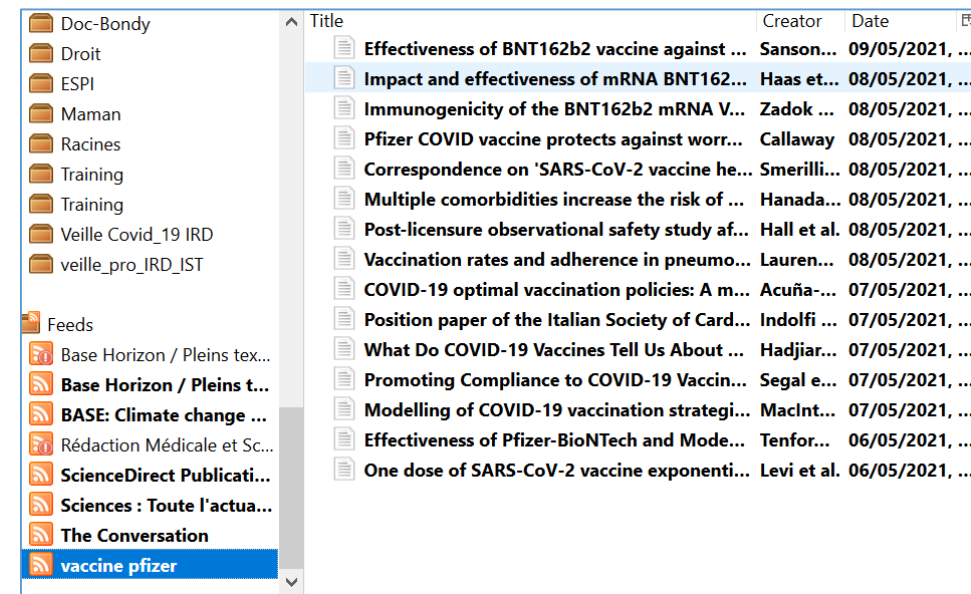 Doc-Bondy
Droit
ESPI
Maman
Racines
Training
Training
Veille Covid_19 IRD
veille_pro_IRD_IST
Feeds
Base Horizon / Pleins tex...
Base Horizon / Pleins t...
BASE: Climate change ...
Rédaction Médicale et Sc...
ScienceDirect Publicati...
Sciences : Toute l'actua...
The Conversation
vaccine pfizer
Title Creator Date
Effectiveness of BNT162b2 vaccine against ... Sanson... 09/05/2021, ...
Impact and effectiveness of mRNA BNT162... Haas et... 08/05/2021, ...
Immunogenicity of the BNT162b2 mRNA V... Zadok ... 08/05/2021, ...
Pfizer COVID vaccine protects against worr... Callaway 08/05/2021, ...
Correspondence on 'SARS-CoV-2 vaccine he... Smerilli... 08/05/2021, ...
Multiple comorbidities increase the risk of ... Hanada... 08/05/2021, ...
Post-licensure observational safety study af... Hall et al. 08/05/2021, ...
Vaccination rates and adherence in pneumo... Lauren... 08/05/2021, ...
COVID-19 optimal vaccination policies: A m... Acuña-... 07/05/2021, ...
Position paper of the Italian Society of Card... Indolfi ... 07/05/2021, ...
What Do COVID-19 Vaccines Tell Us About ... Hadjiar... 07/05/2021, ...
Promoting Compliance to COVID-19 Vaccin... Segal e... 07/05/2021, ...
Modelling of COVID-19 vaccination strategi... MacInt... 07/05/2021, ...
Effectiveness of Pfizer-BioNTech and Mode... Tenfor... 06/05/2021, ...
One dose of SARS-CoV-2 vaccine exponenti... Levi et al. 06/05/2021, ...